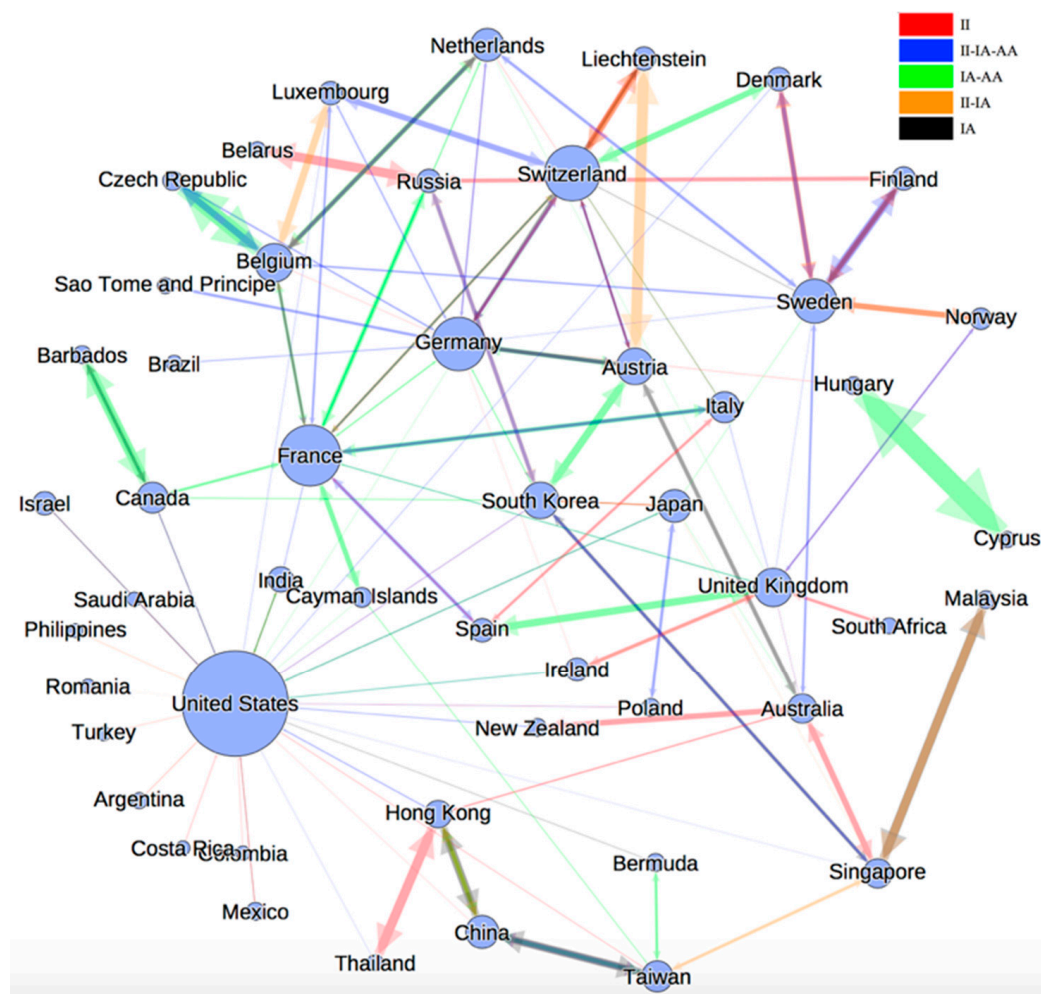 II
II-IA-AA
IA-AA
II-IA
IA
Netherlands
Liechtenstein
Denmark
Luxembourg
Belarus
Czech Republic
Russia
Switzerland
Finland
Belgium
Sao Tome and Principe
Sweden
Norway
Germany
Barbados
Brazil
Austria
Hungary
Italy
France
Israel
Canada
South Korea
Japan
Cyprus
India
Cayman Islands
United Kingdom
Saudi Arabia
Malaysia
Philippines
Spain
South Africa
Ireland
Romania
United States
Poland
Australia
Turkey
New Zealand
Argentina
Hong Kong
Costa Rica
Colombia
Bermuda
Singapore
Mexico
China
Thailand
Taiwan